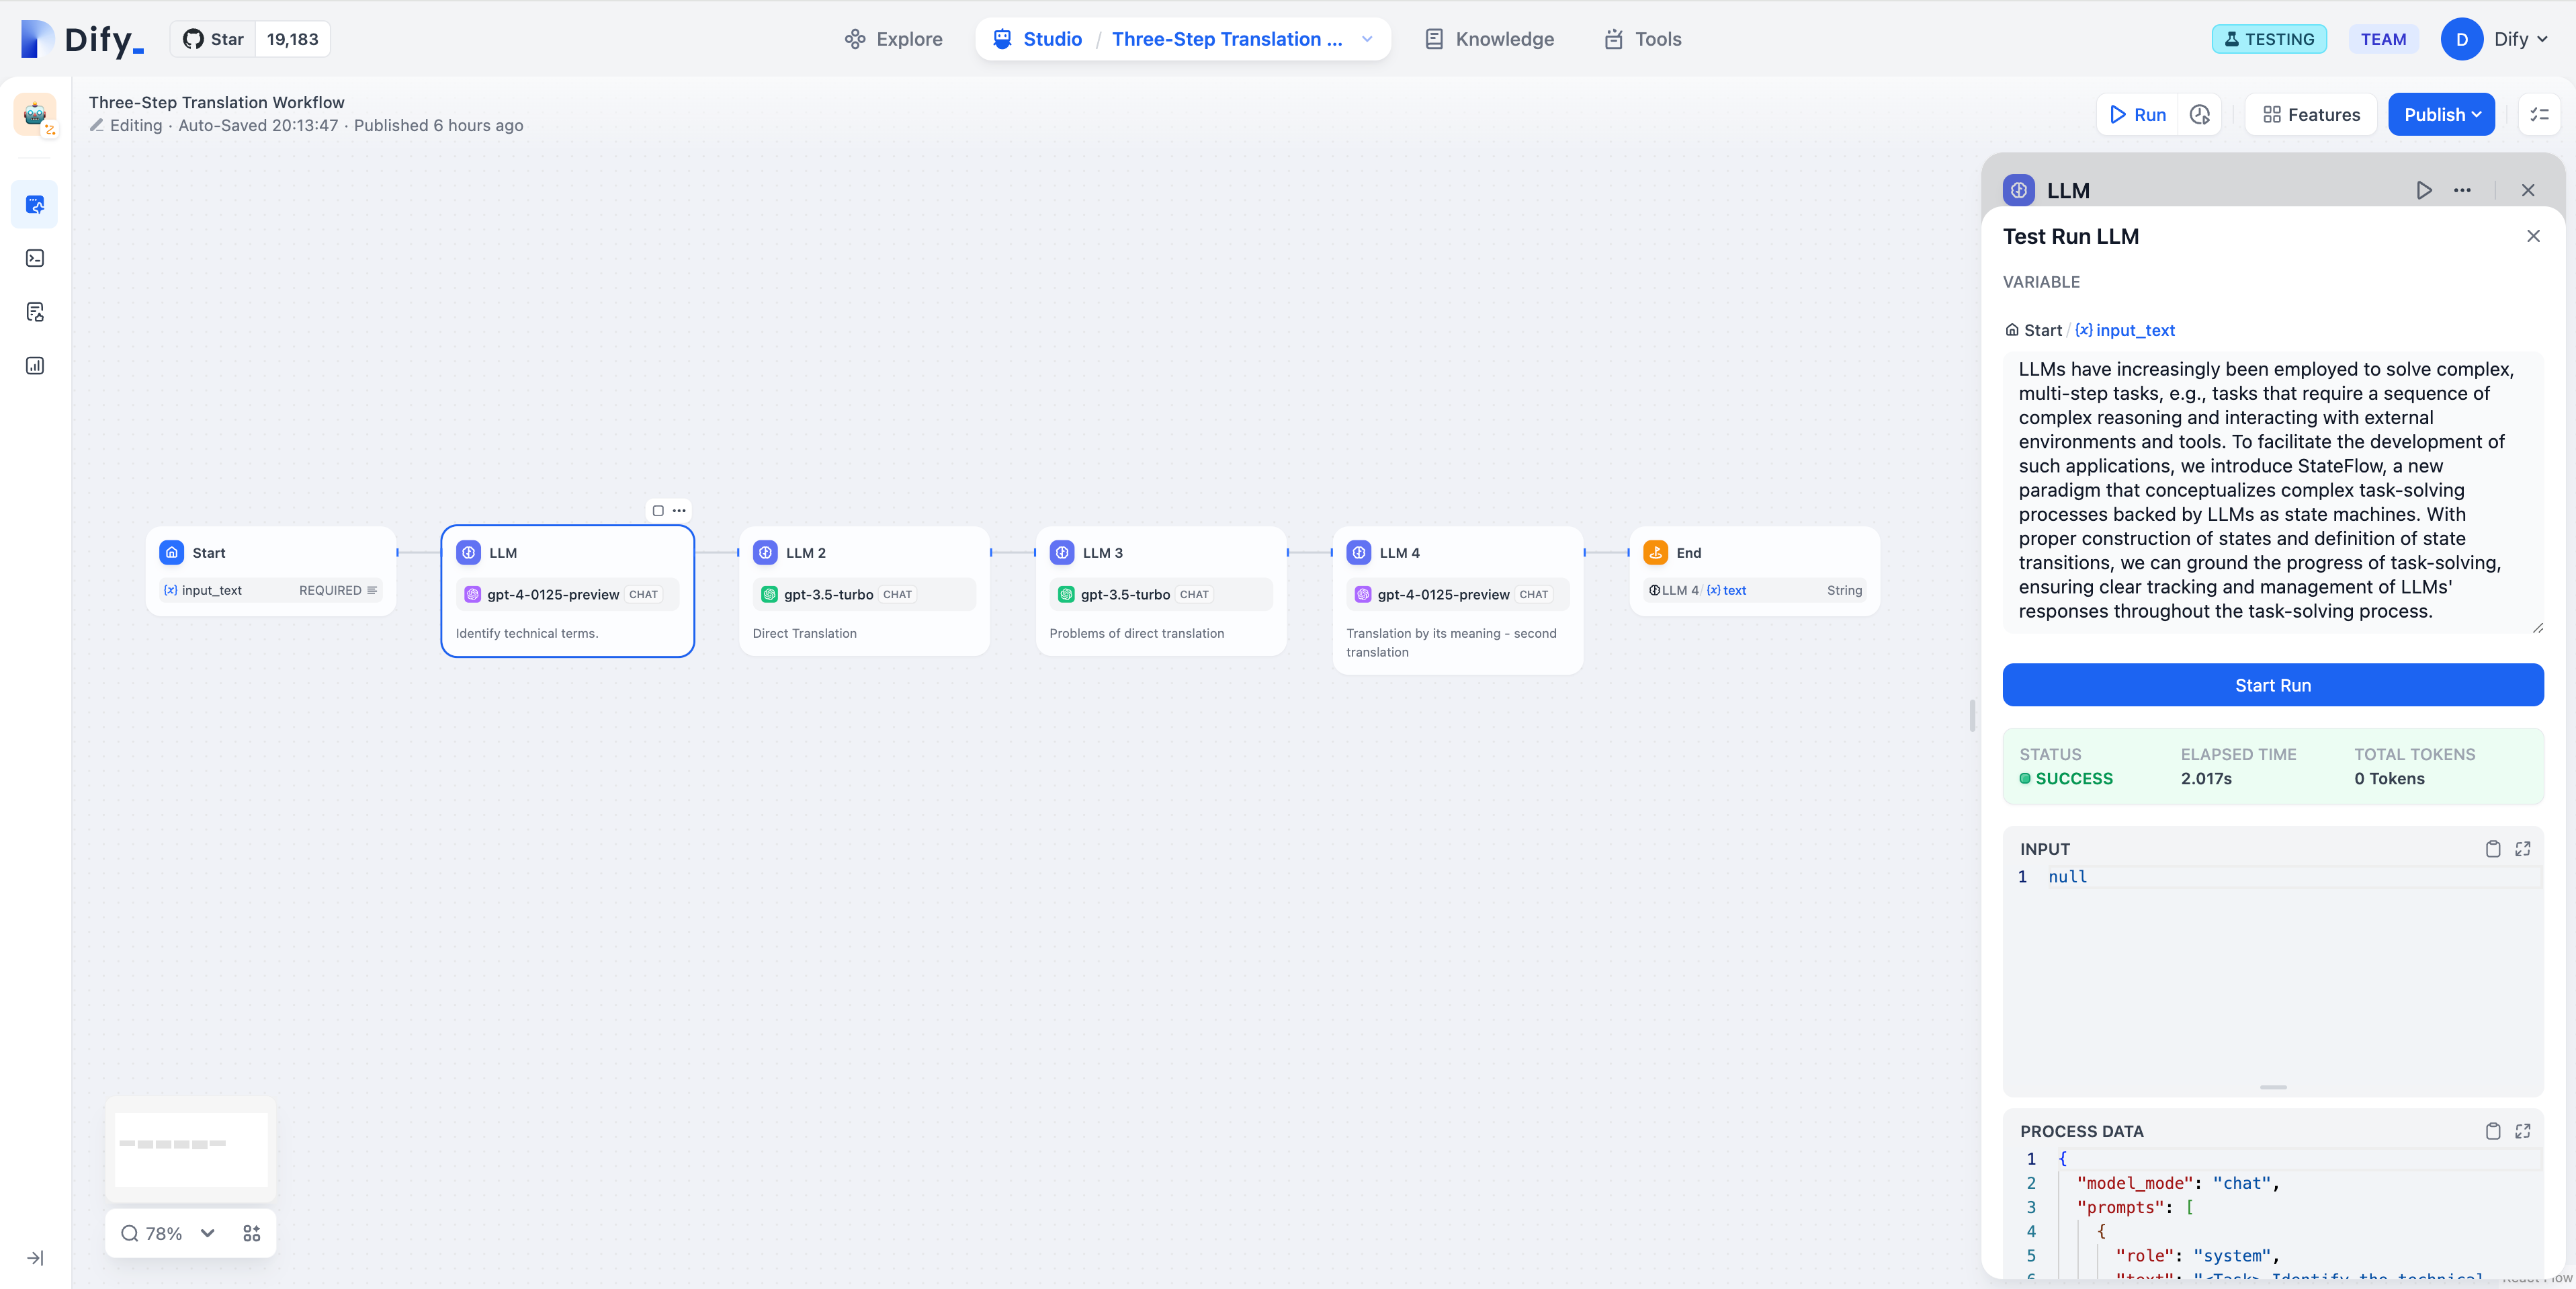 Dify_
Star 19,183
Explore
Studio / Three-Step Translation ...
Knowledge
Tools
TESTING
TEAM
D
Dify
Three-Step Translation Workflow
Editing · Auto-Saved 20:13:47 · Published 6 hours ago
Run
Features
Publish
Start
{x} input_text REQUIRED
LLM
gpt-4-0125-preview CHAT
Identify technical terms.
LLM 2
gpt-3.5-turbo CHAT
Direct Translation
LLM 3
gpt-3.5-turbo CHAT
Problems of direct translation
LLM 4
gpt-4-0125-preview CHAT
Translation by its meaning - second
translation
End
LLM 4 / {x} text String
78%
LLM
Test Run LLM
VARIABLE
Start / {x} input_text
LLMs have increasingly been employed to solve complex,
multi-step tasks, e.g., tasks that require a sequence of
complex reasoning and interacting with external
environments and tools. To facilitate the development of
such applications, we introduce StateFlow, a new
paradigm that conceptualizes complex task-solving
processes backed by LLMs as state machines. With
proper construction of states and definition of state
transitions, we can ground the progress of task-solving,
ensuring clear tracking and management of LLMs'
responses throughout the task-solving process.
Start Run
STATUS ELAPSED TIME TOTAL TOKENS
SUCCESS 2.017s 0 Tokens
INPUT
1 null
PROCESS DATA
1 {
2 "model_mode": "chat",
3 "prompts": [
4 {
5 "role": "system",
6 "text": "<Task> Identify the technical
React Flow